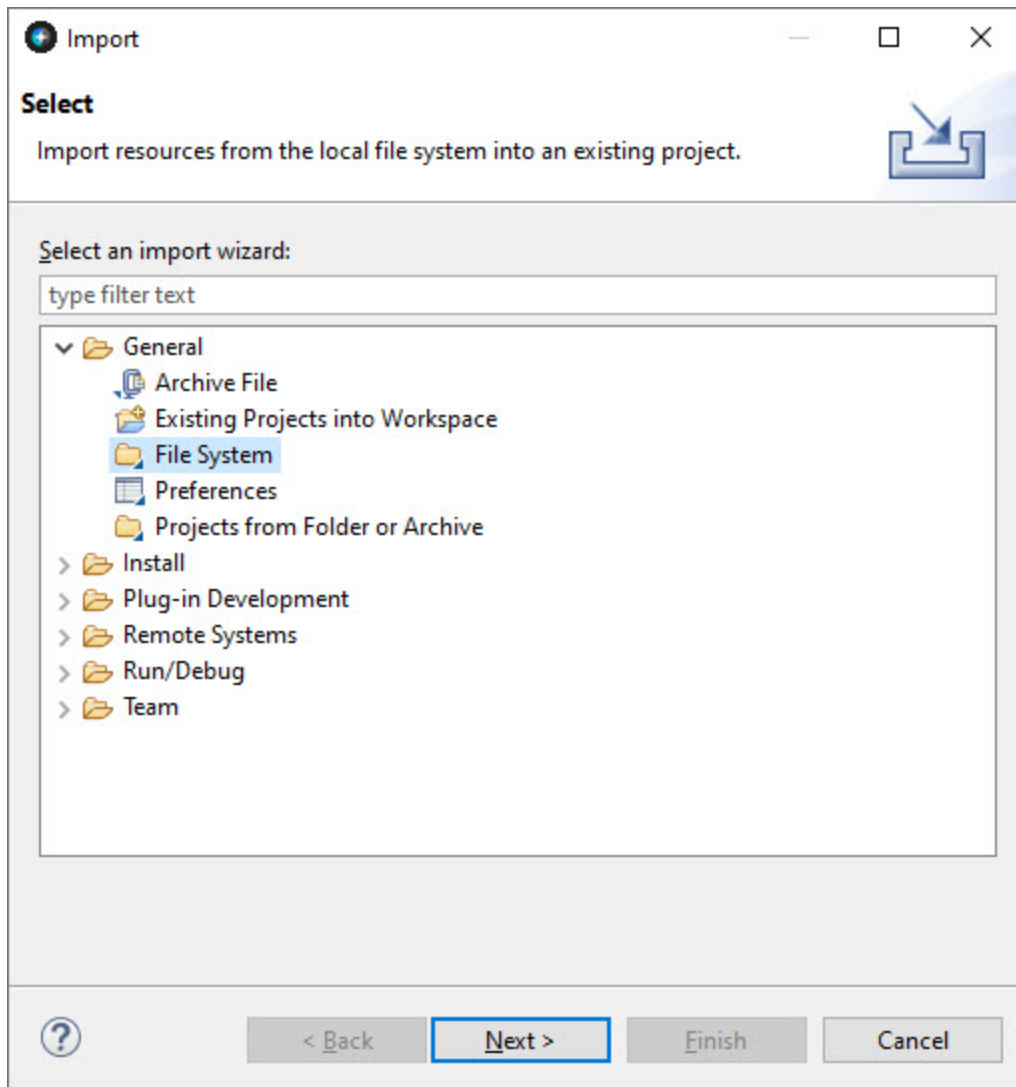 Import
Select
Import resources from the local file system into an existing project.
Select an import wizard:
type filter text
General
Archive File
Existing Projects into Workspace
File System
Preferences
Projects from Folder or Archive
Install
Plug-in Development
Remote Systems
Run/Debug
Team
?
< Back
Next >
Finish
Cancel